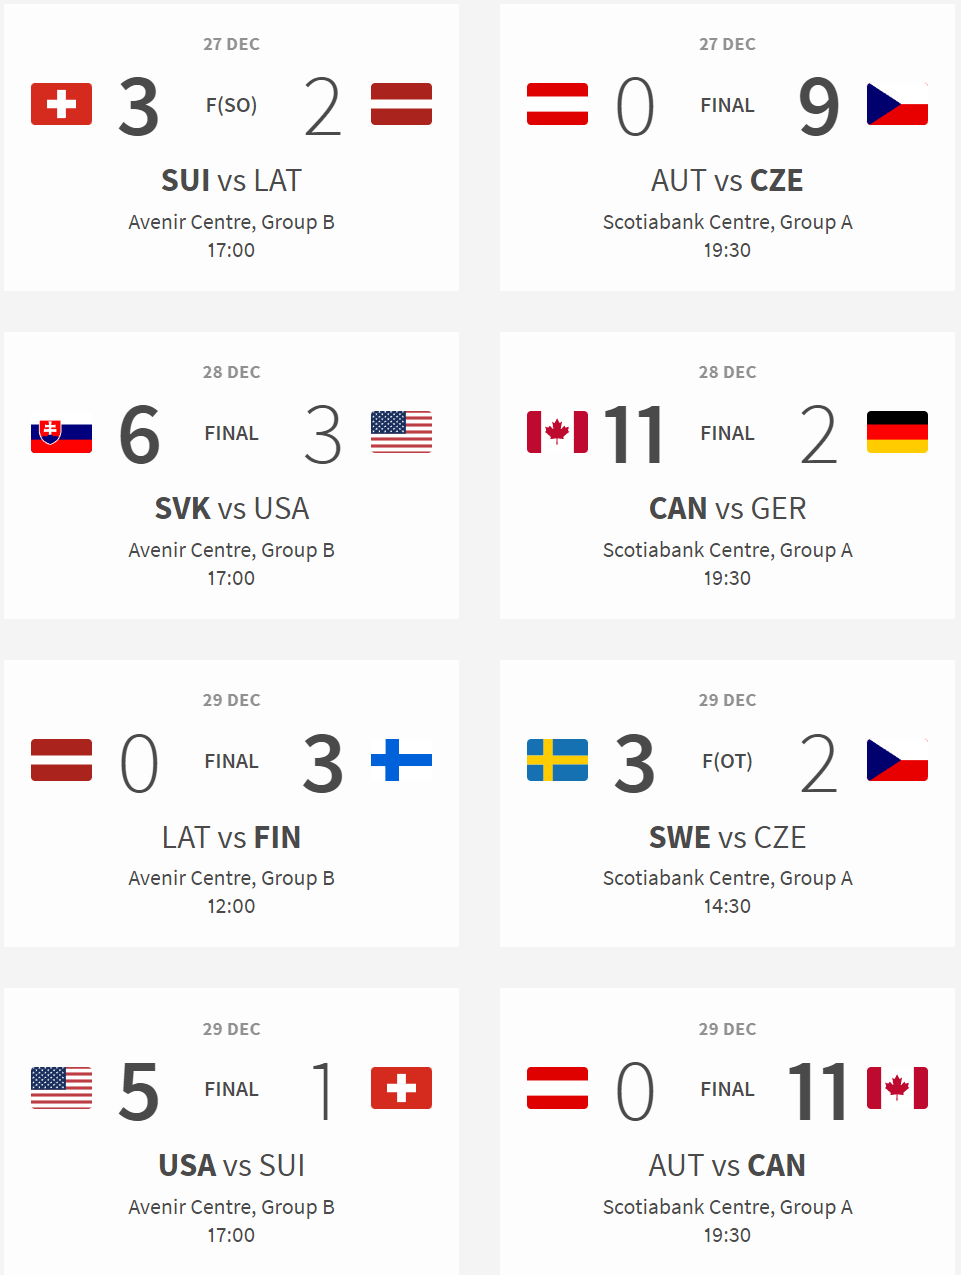 27 DEC
3 F(SO) 2
SUI vs LAT
Avenir Centre, Group B
17:00
27 DEC
0 FINAL 9
AUT vs CZE
Scotiabank Centre, Group A
19:30
28 DEC
6 FINAL 3
SVK vs USA
Avenir Centre, Group B
17:00
28 DEC
11 FINAL 2
CAN vs GER
Scotiabank Centre, Group A
19:30
29 DEC
0 FINAL 3
LAT vs FIN
Avenir Centre, Group B
12:00
29 DEC
3 F(OT) 2
SWE vs CZE
Scotiabank Centre, Group A
14:30
29 DEC
5 FINAL 1
USA vs SUI
Avenir Centre, Group B
17:00
29 DEC
0 FINAL 11
AUT vs CAN
Scotiabank Centre, Group A
19:30